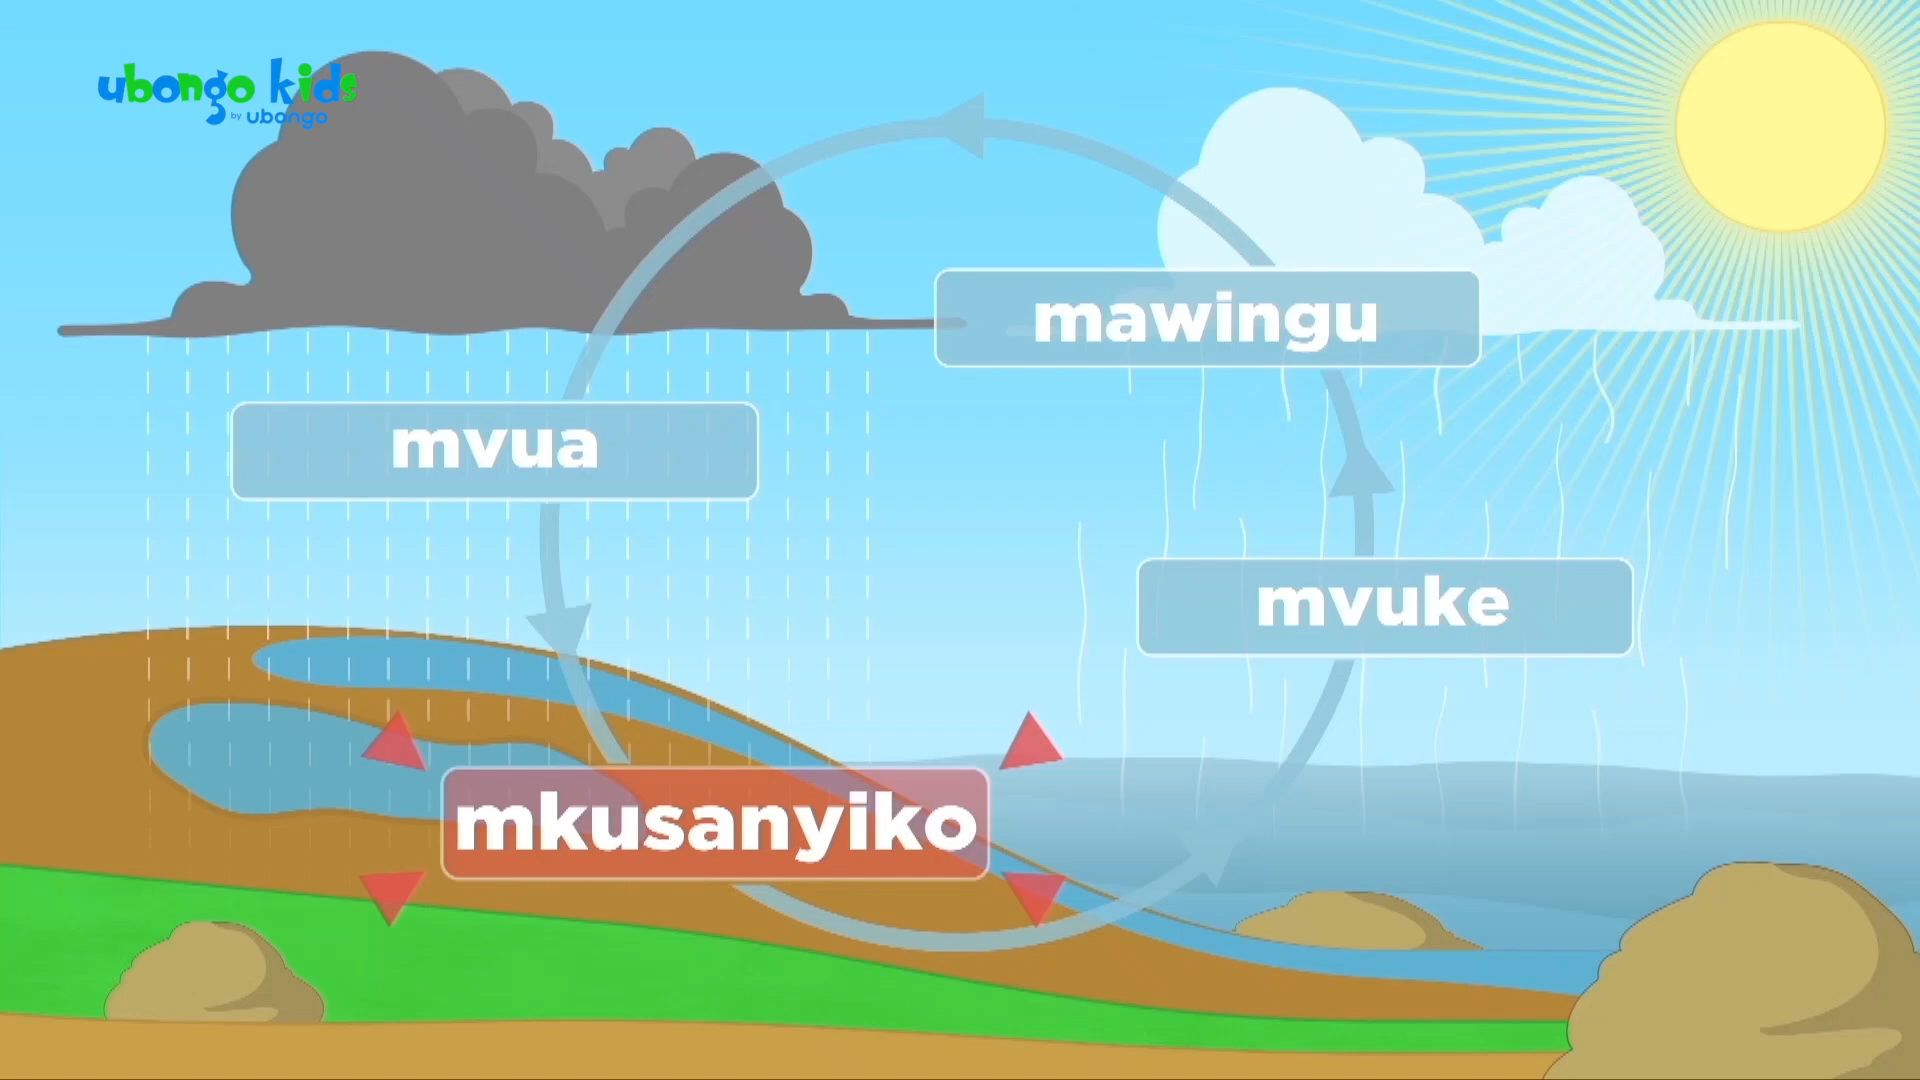 ubongo kids
by ubongo
mawingu
mvua
mvuke
mkusanyiko